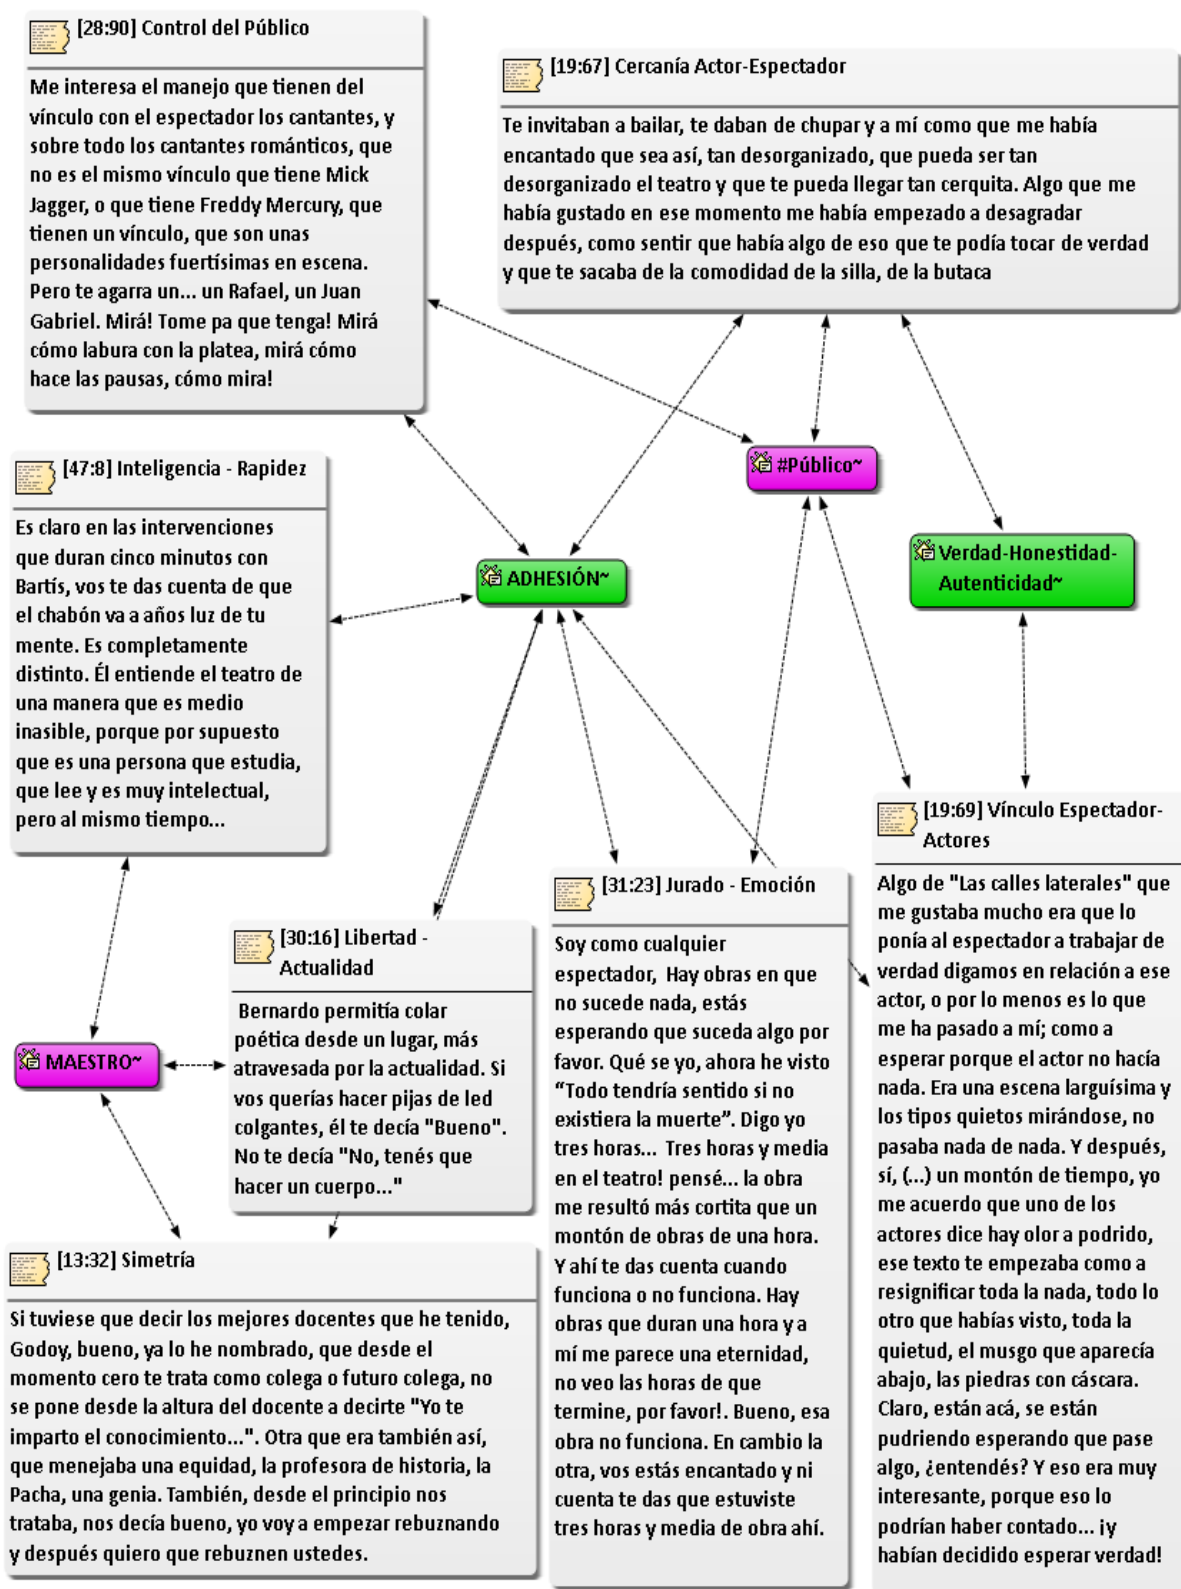 [28:90] Control del Público
Me interesa el manejo que tienen del
vínculo con el espectador los cantantes, y
sobre todo los cantantes románticos, que
no es el mismo vínculo que tiene Mick
Jagger, o que tiene Freddy Mercury, que
tienen un vínculo, que son unas
personalidades fuertísimas en escena.
Pero te agarra un... un Rafael, un Juan
Gabriel. Mirá! Tome pa que tenga! Mirá
cómo labura con la platea, mirá cómo
hace las pausas, cómo mira!
[19:67] Cercanía Actor-Espectador
Te invitaban a bailar, te daban de chupar y a mí como que me había
encantado que sea así, tan desorganizado, que pueda ser tan
desorganizado el teatro y que te pueda llegar tan cerquita. Algo que me
había gustado en ese momento me había empezado a desagradar
después, como sentir que había algo de eso que te podía tocar de verdad
y que te sacaba de la comodidad de la silla, de la butaca
#Público~
[47:8] Inteligencia - Rapidez
Es claro en las intervenciones
que duran cinco minutos con
Bartís, vos te das cuenta de que
el chabón va a años luz de tu
mente. Es completamente
distinto. Él entiende el teatro de
una manera que es medio
inasible, porque por supuesto
que es una persona que estudia,
que lee y es muy intelectual,
pero al mismo tiempo...
ADHESIÓN~
Verdad-Honestidad-
Autenticidad~
[19:69] Vínculo Espectador-
Actores
Algo de "Las calles laterales" que
me gustaba mucho era que lo
ponía al espectador a trabajar de
verdad digamos en relación a ese
actor, o por lo menos es lo que
me ha pasado a mí; como a
esperar porque el actor no hacía
nada. Era una escena larguísima y
los tipos quietos mirándose, no
pasaba nada de nada. Y después,
sí, (...) un montón de tiempo, yo
me acuerdo que uno de los
actores dice hay olor a podrido,
ese texto te empezaba como a
resignificar toda la nada, todo lo
otro que habías visto, toda la
quietud, el musgo que aparecía
abajo, las piedras con cáscara.
Claro, están acá, se están
pudriendo esperando que pase
algo, ¿entendés? Y eso era muy
interesante, porque eso lo
podrían haber contado... ¡y
habían decidido esperar verdad!
[31:23] Jurado - Emoción
Soy como cualquier
espectador, Hay obras en que
no sucede nada, estás
esperando que suceda algo por
favor. Qué se yo, ahora he visto
“Todo tendría sentido si no
existiera la muerte”. Digo yo
tres horas... Tres horas y media
en el teatro! pensé... la obra
me resultó más cortita que un
montón de obras de una hora.
Y ahí te das cuenta cuando
funciona o no funciona. Hay
obras que duran una hora y a
mí me parece una eternidad,
no veo las horas de que
termine, por favor!. Bueno, esa
obra no funciona. En cambio la
otra, vos estás encantado y ni
cuenta te das que estuviste
tres horas y media de obra ahí.
[30:16] Libertad -
Actualidad
Bernardo permitía colar
poética desde un lugar, más
atravesada por la actualidad. Si
vos querías hacer pijas de led
colgantes, él te decía "Bueno".
No te decía "No, tenés que
hacer un cuerpo..."
MAESTRO~
[13:32] Simetría
Si tuviese que decir los mejores docentes que he tenido,
Godoy, bueno, ya lo he nombrado, que desde el
momento cero te trata como colega o futuro colega, no
se pone desde la altura del docente a decirte "Yo te
imparto el conocimiento...". Otra que era también así,
que menejaba una equidad, la profesora de historia, la
Pacha, una genia. También, desde el principio nos
trataba, nos decía bueno, yo voy a empezar rebuznando
y después quiero que rebuznen ustedes.